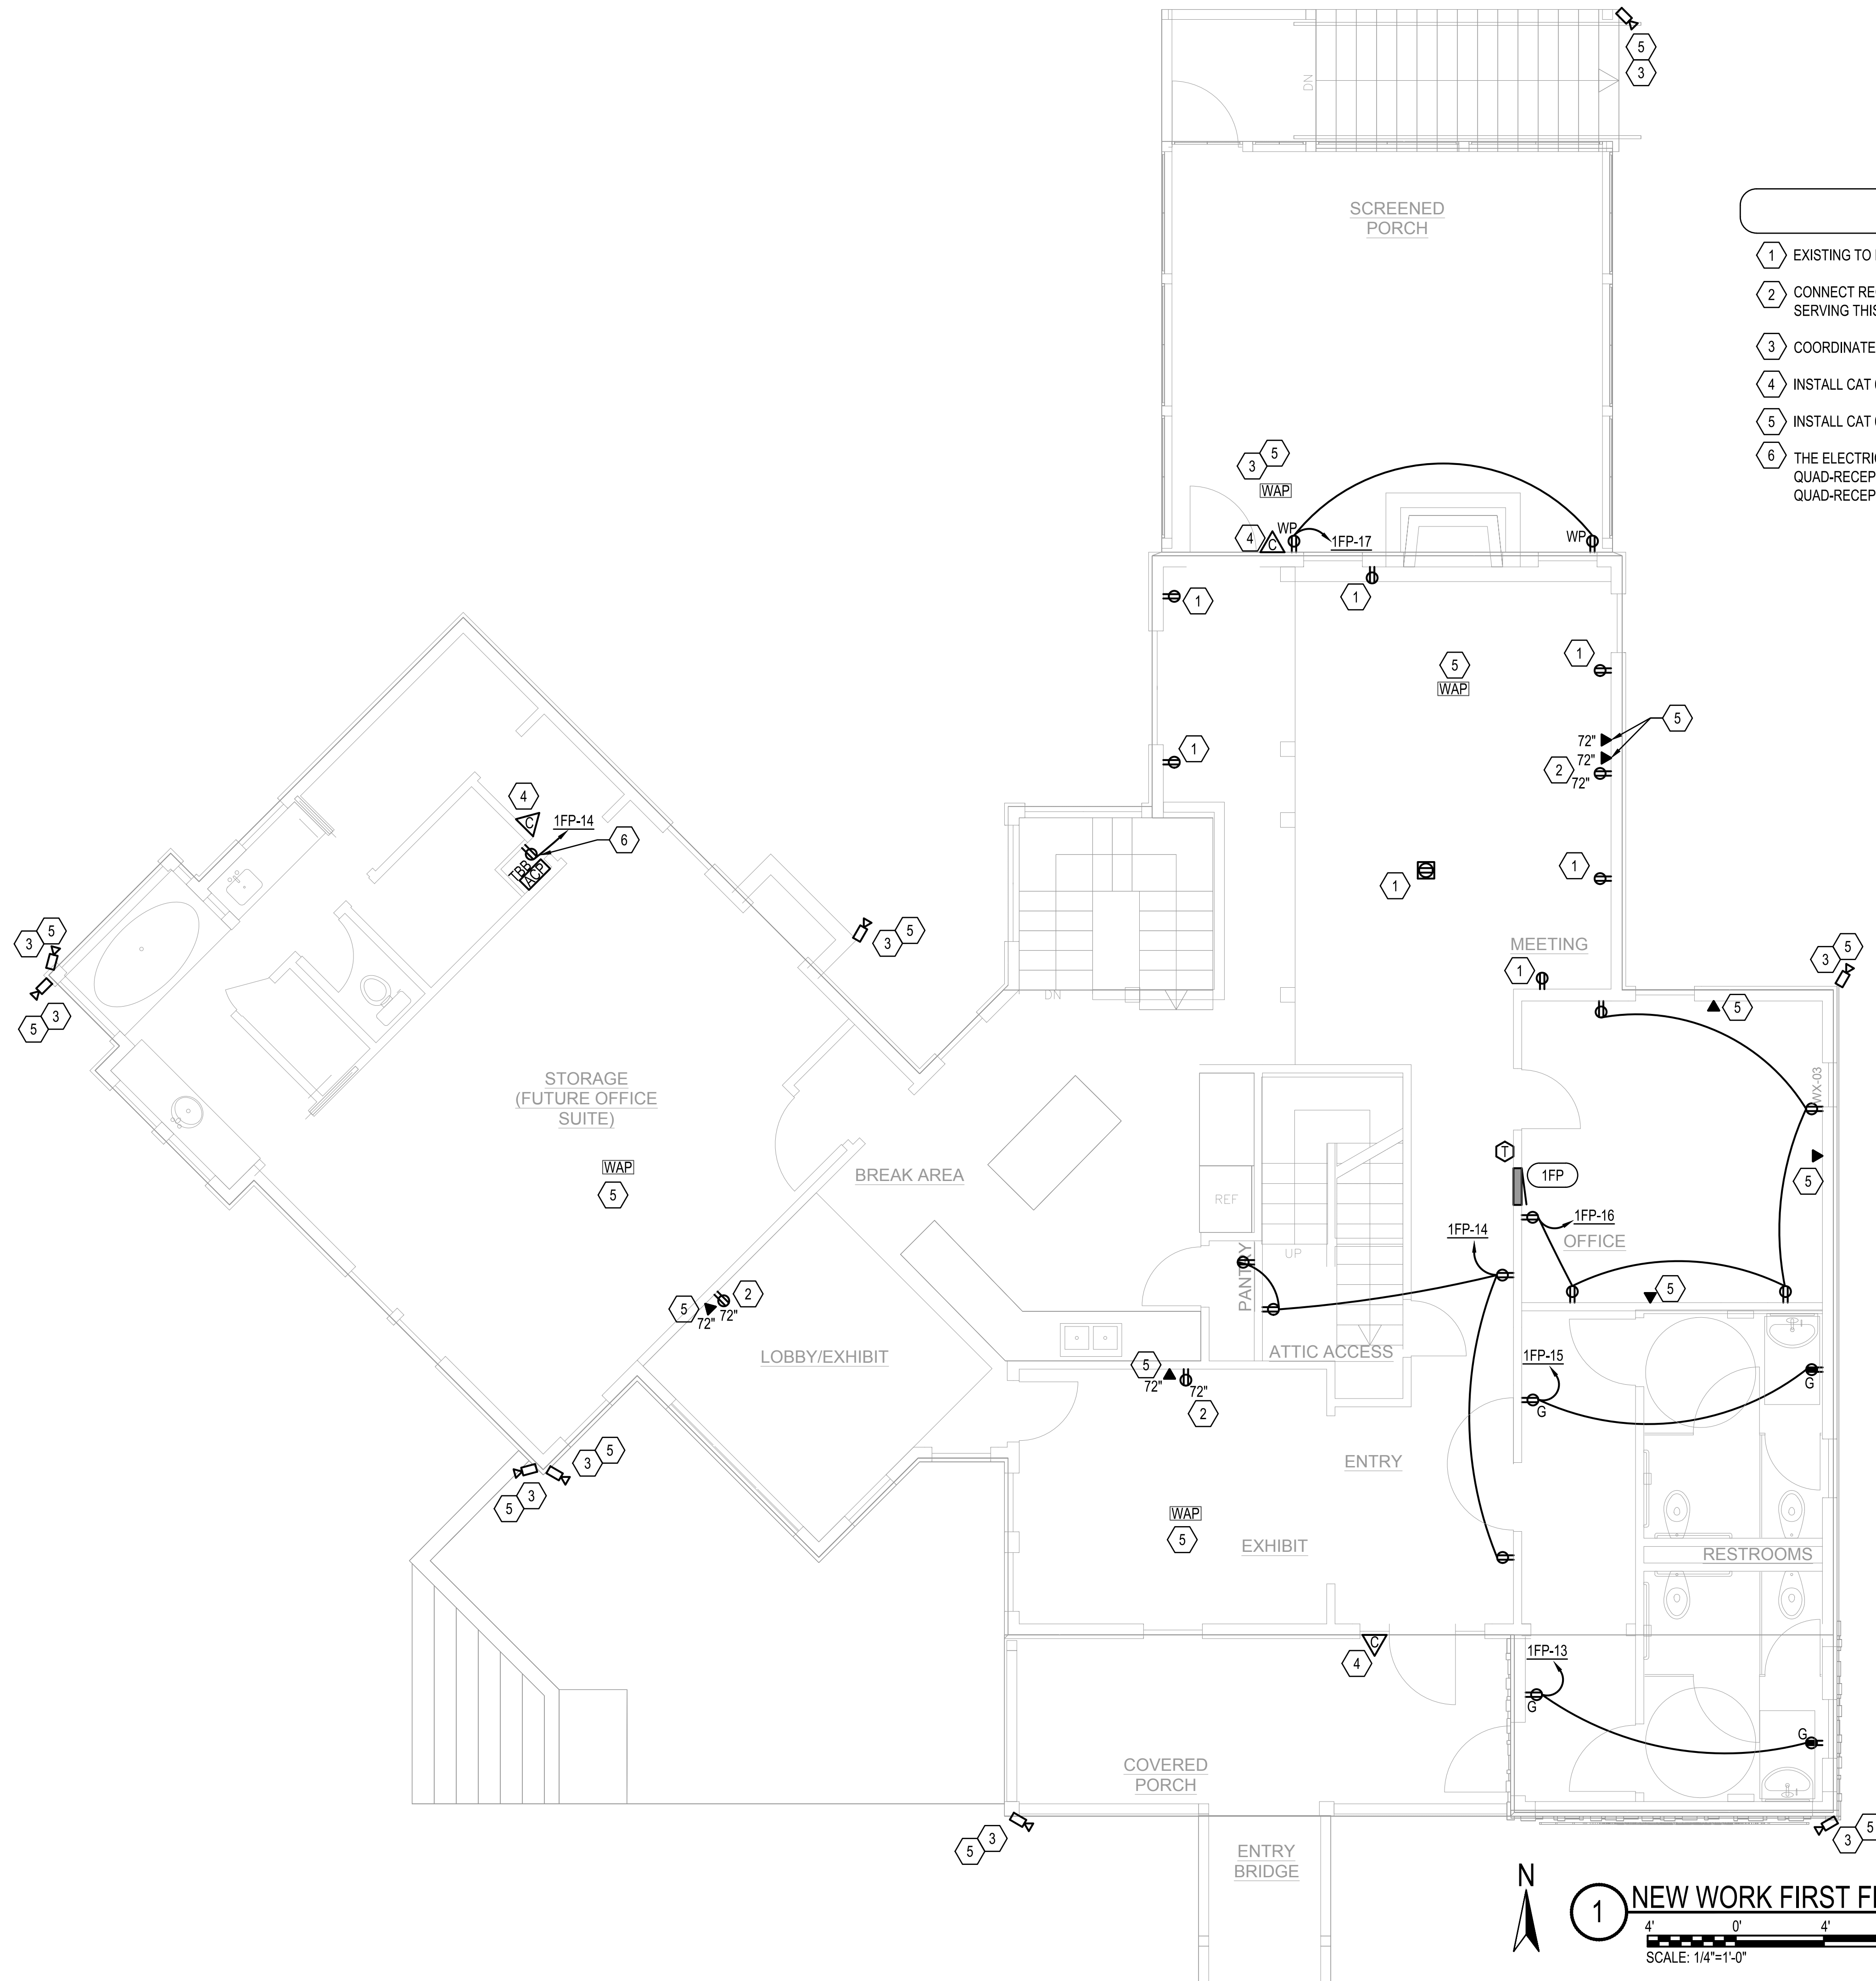 5
3
DN
SCREENED
PORCH
1 EXISTING TO
2 CONNECT RE
SERVING THIS
3 COORDINATE
4 INSTALL CAT
5 INSTALL CAT
6 THE ELECTRI
QUAD-RECEP
QUAD-RECEP
5
3
WAP
WP
WP
4
C
1FP-17
1
1
1
5
WAP
5
1
72"
72"
2
72"
4
C
1FP-14
6
TBB
ACP
1
1
MEETING
5
3
5
3
5
3
5
3
1
5
DN
STORAGE
(FUTURE OFFICE
SUITE)
WX-03
WAP
5
BREAK AREA
REF
T
1FP
5
1FP-16
OFFICE
1FP-14
UP
PANTRY
5
5
2
72"
72"
LOBBY/EXHIBIT
ATTIC ACCESS
5
72"
72"
2
1FP-15
G
G
5
3
3
5
ENTRY
WAP
5
EXHIBIT
RESTROOMS
C
4
1FP-13
G
G
COVERED
PORCH
3
5
5
3
ENTRY
BRIDGE
N
1
NEW WORK FIRST
4' 0' 4'
SCALE: 1/4"=1'-0"